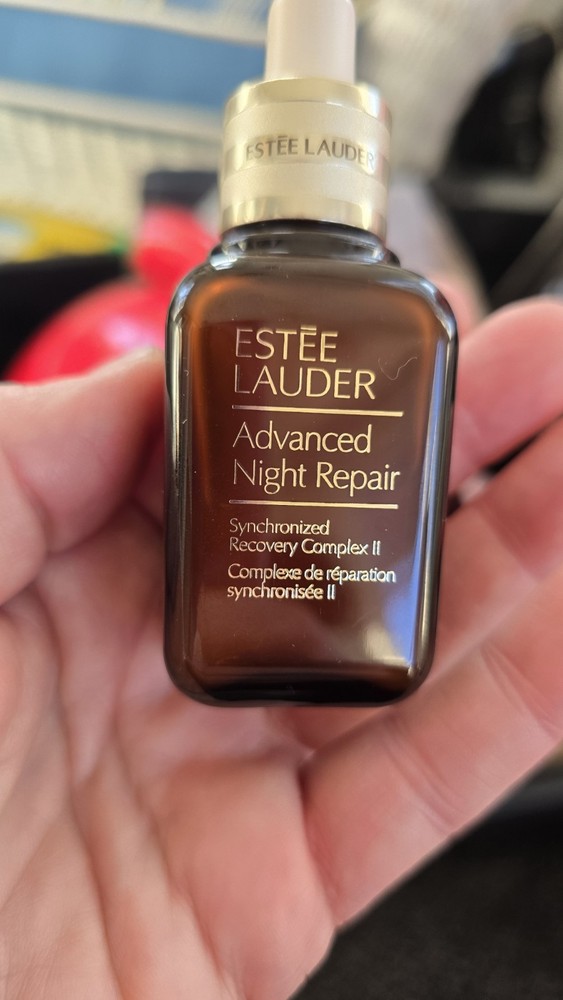 ESTĒE LAUDER
ESTĒE
LAUDER
Advanced
Night Repair
Synchronized
Recovery Complex II
Complexe de réparation
synchronisée II